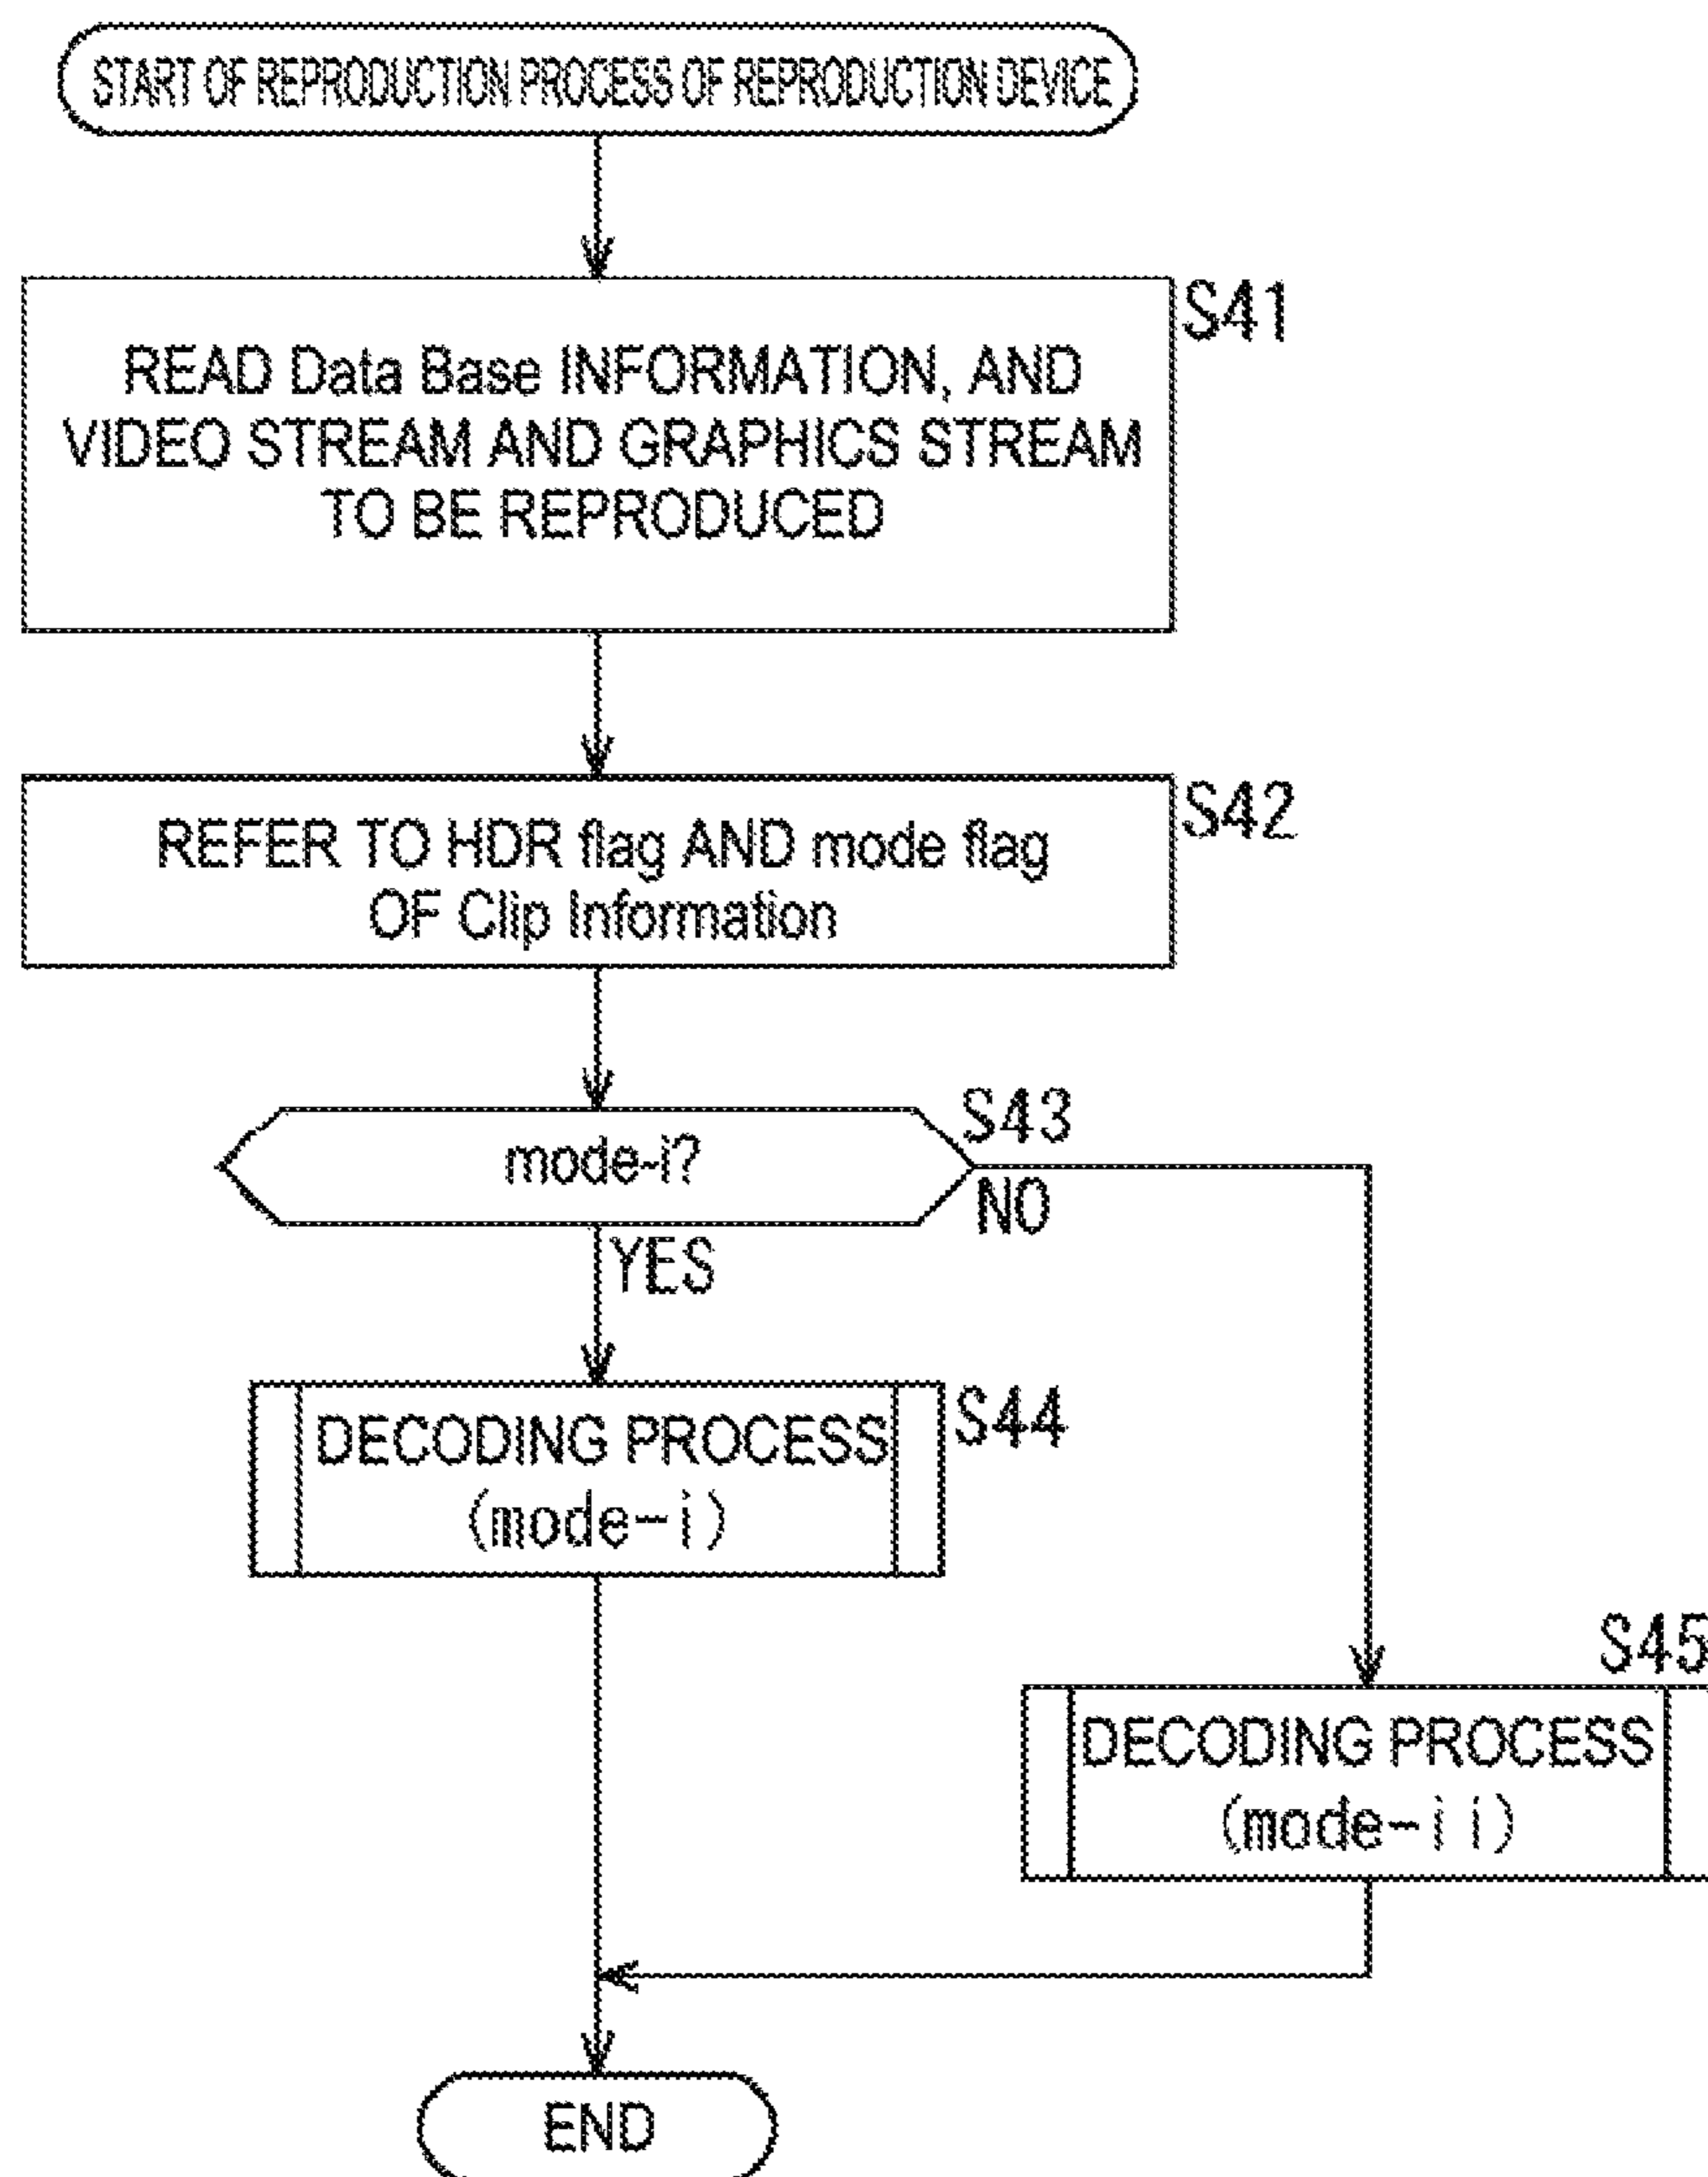 START OF REPRODUCTION PROCESS OF REPRODUCTION DEVICE
S41
READ Data Base INFORMATION, AND
VIDEO STREAM AND GRAPHICS STREAM
TO BE REPRODUCED
S42
REFER TO HDR flag AND mode flag
OF Clip Information
S43
mode-i?
NO
YES
S44
DECODING PROCESS
(mode-i)
S45
DECODING PROCESS
(mode-ii)
END